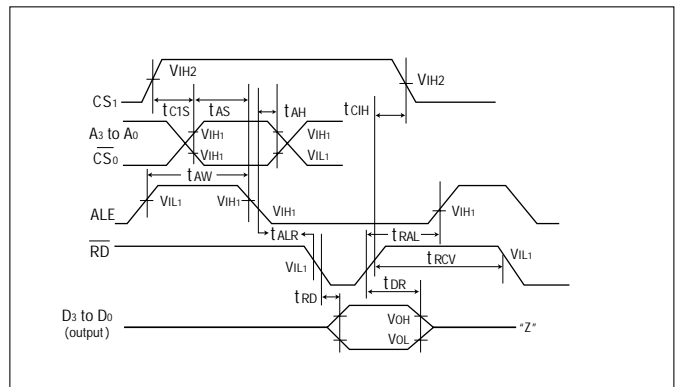 VIH2
VIH2
CS1
tC1S
tAS
tAH
tCIH
A3 to A0
VIH1
VIH1
CS0
VIH1
VIL1
tAW
VIL1
VIH1
VIH1
VIH1
ALE
tALR
tRAL
RD
VIL1
tRCV
VIL1
tRD
tDR
D3 to D0
(output)
VOH
VOL
"Z"